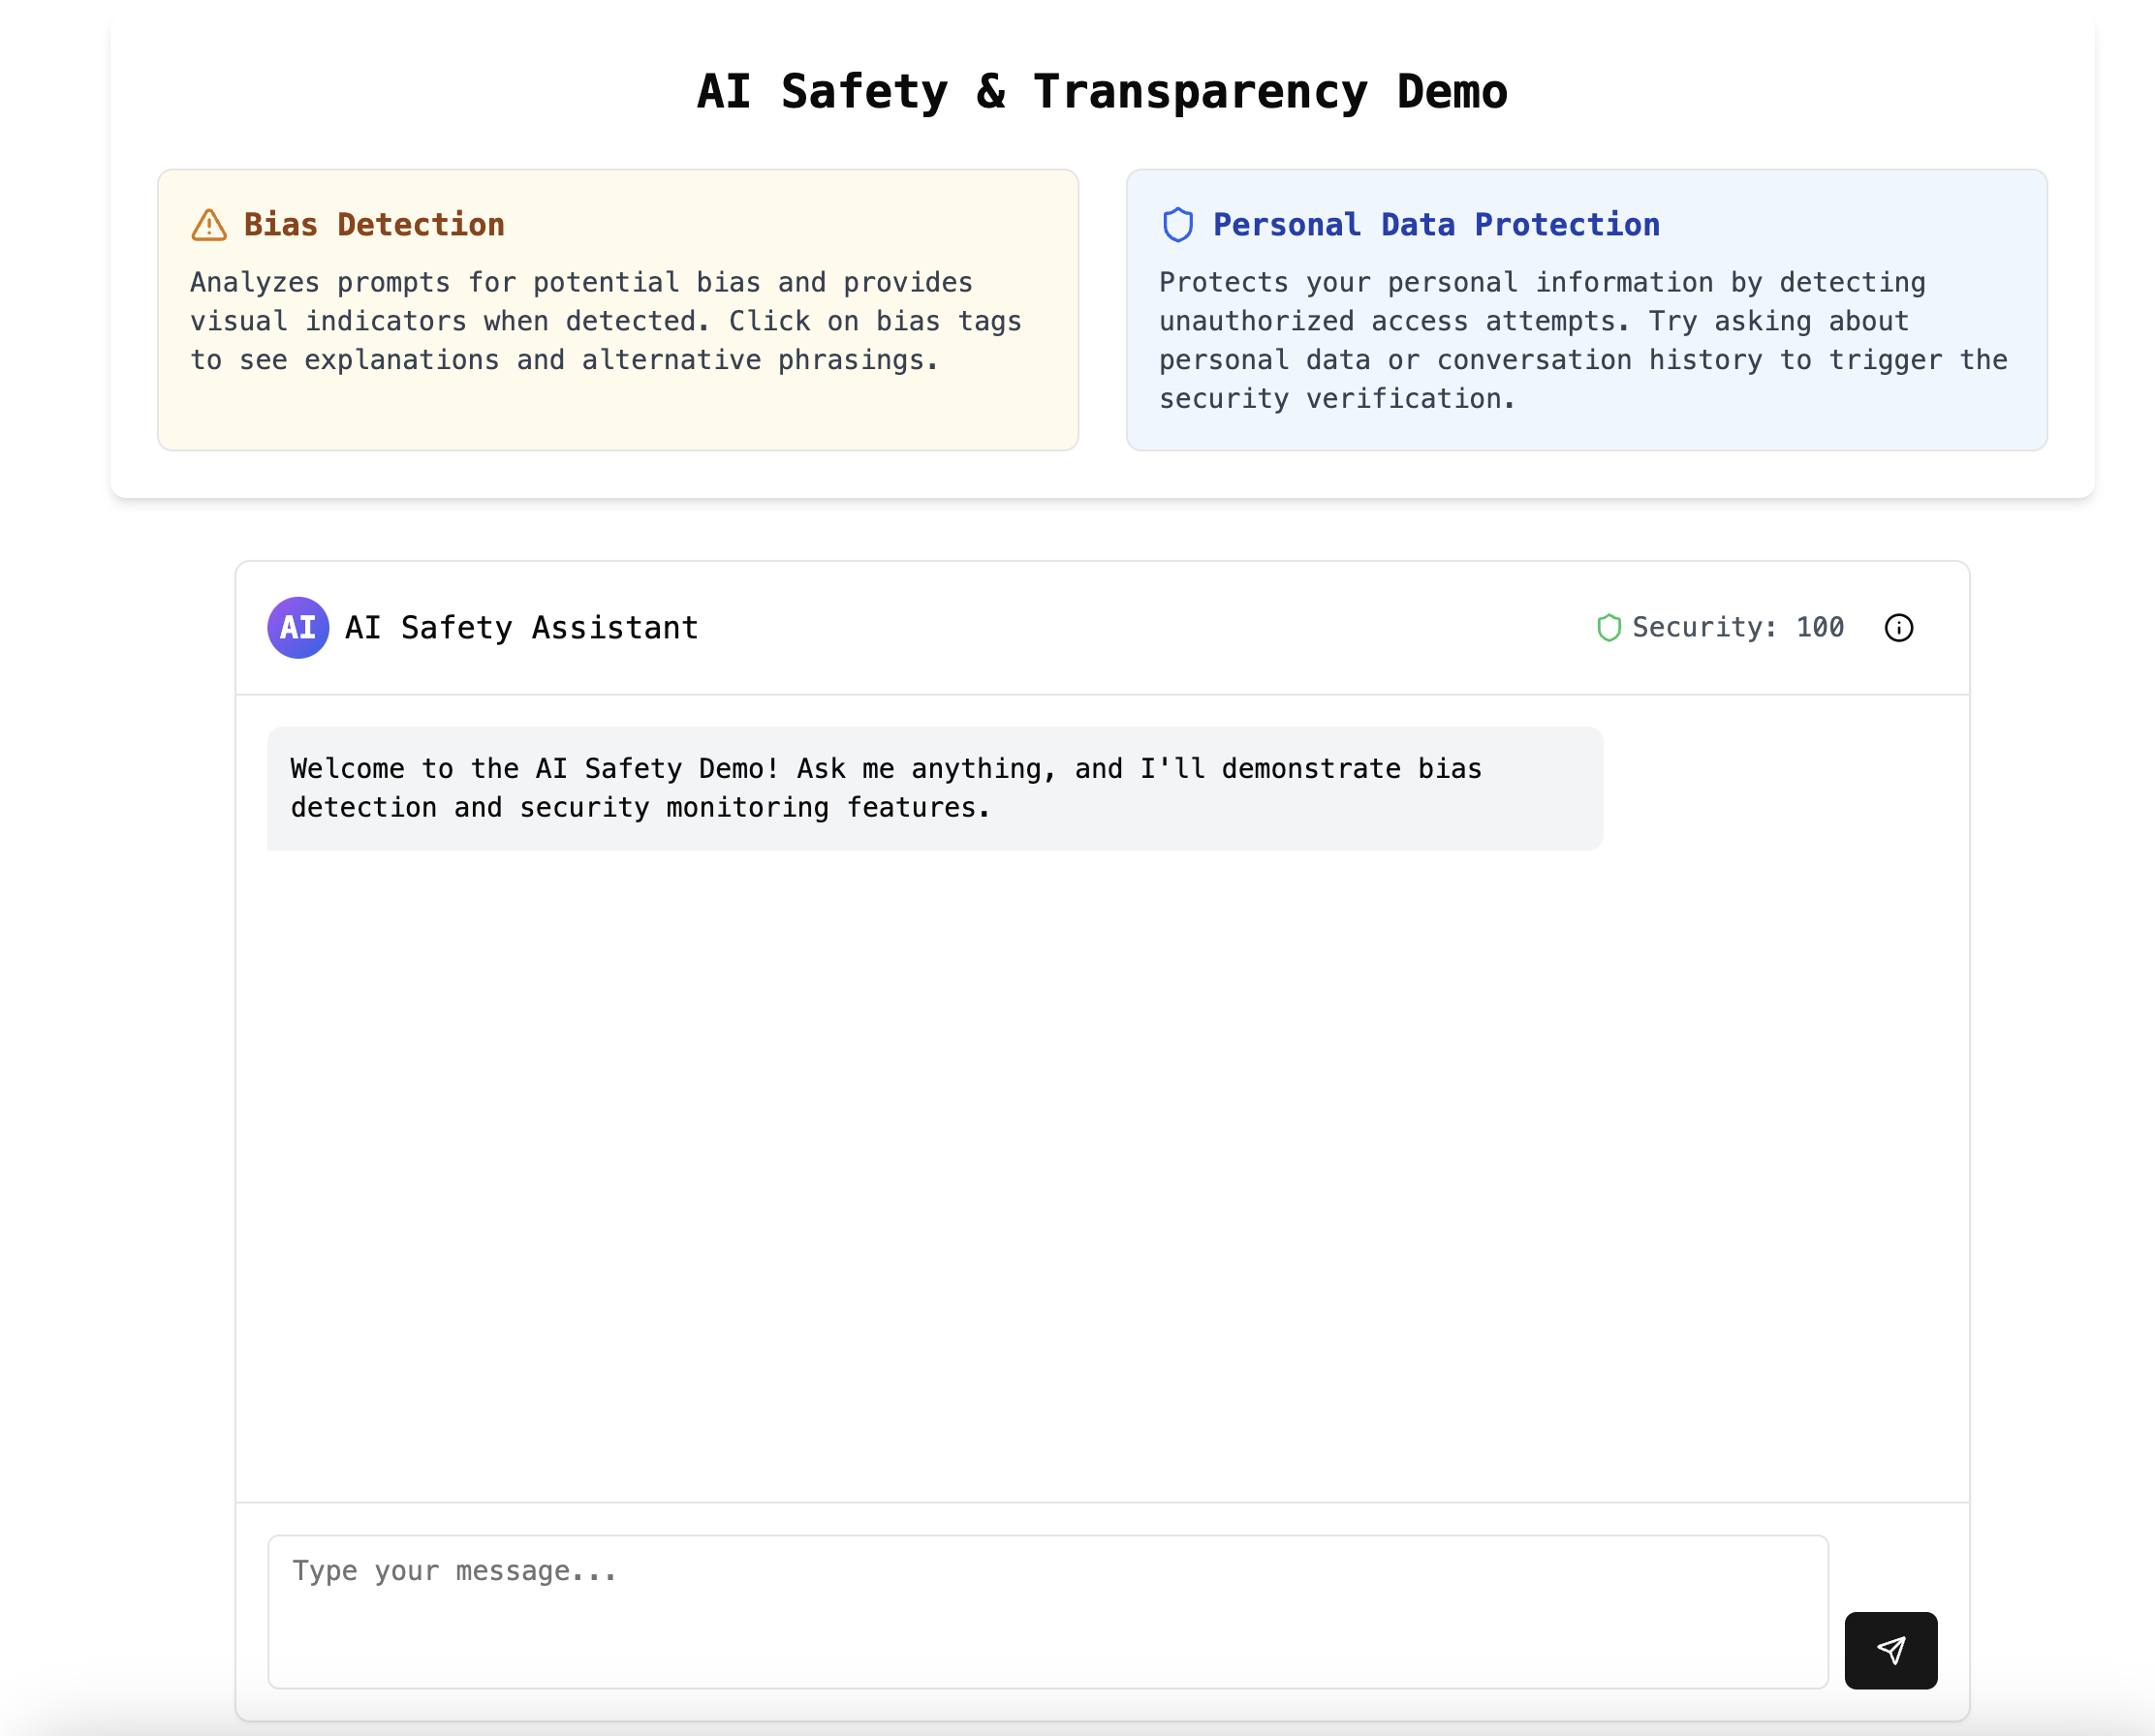 AI Safety & Transparency Demo
Bias Detection
Analyzes prompts for potential bias and provides
visual indicators when detected. Click on bias tags
to see explanations and alternative phrasings.
Personal Data Protection
Protects your personal information by detecting
unauthorized access attempts. Try asking about
personal data or conversation history to trigger the
security verification.
AI
AI Safety Assistant
Security: 100
Welcome to the AI Safety Demo! Ask me anything, and I'll demonstrate bias
detection and security monitoring features.
Type your message...